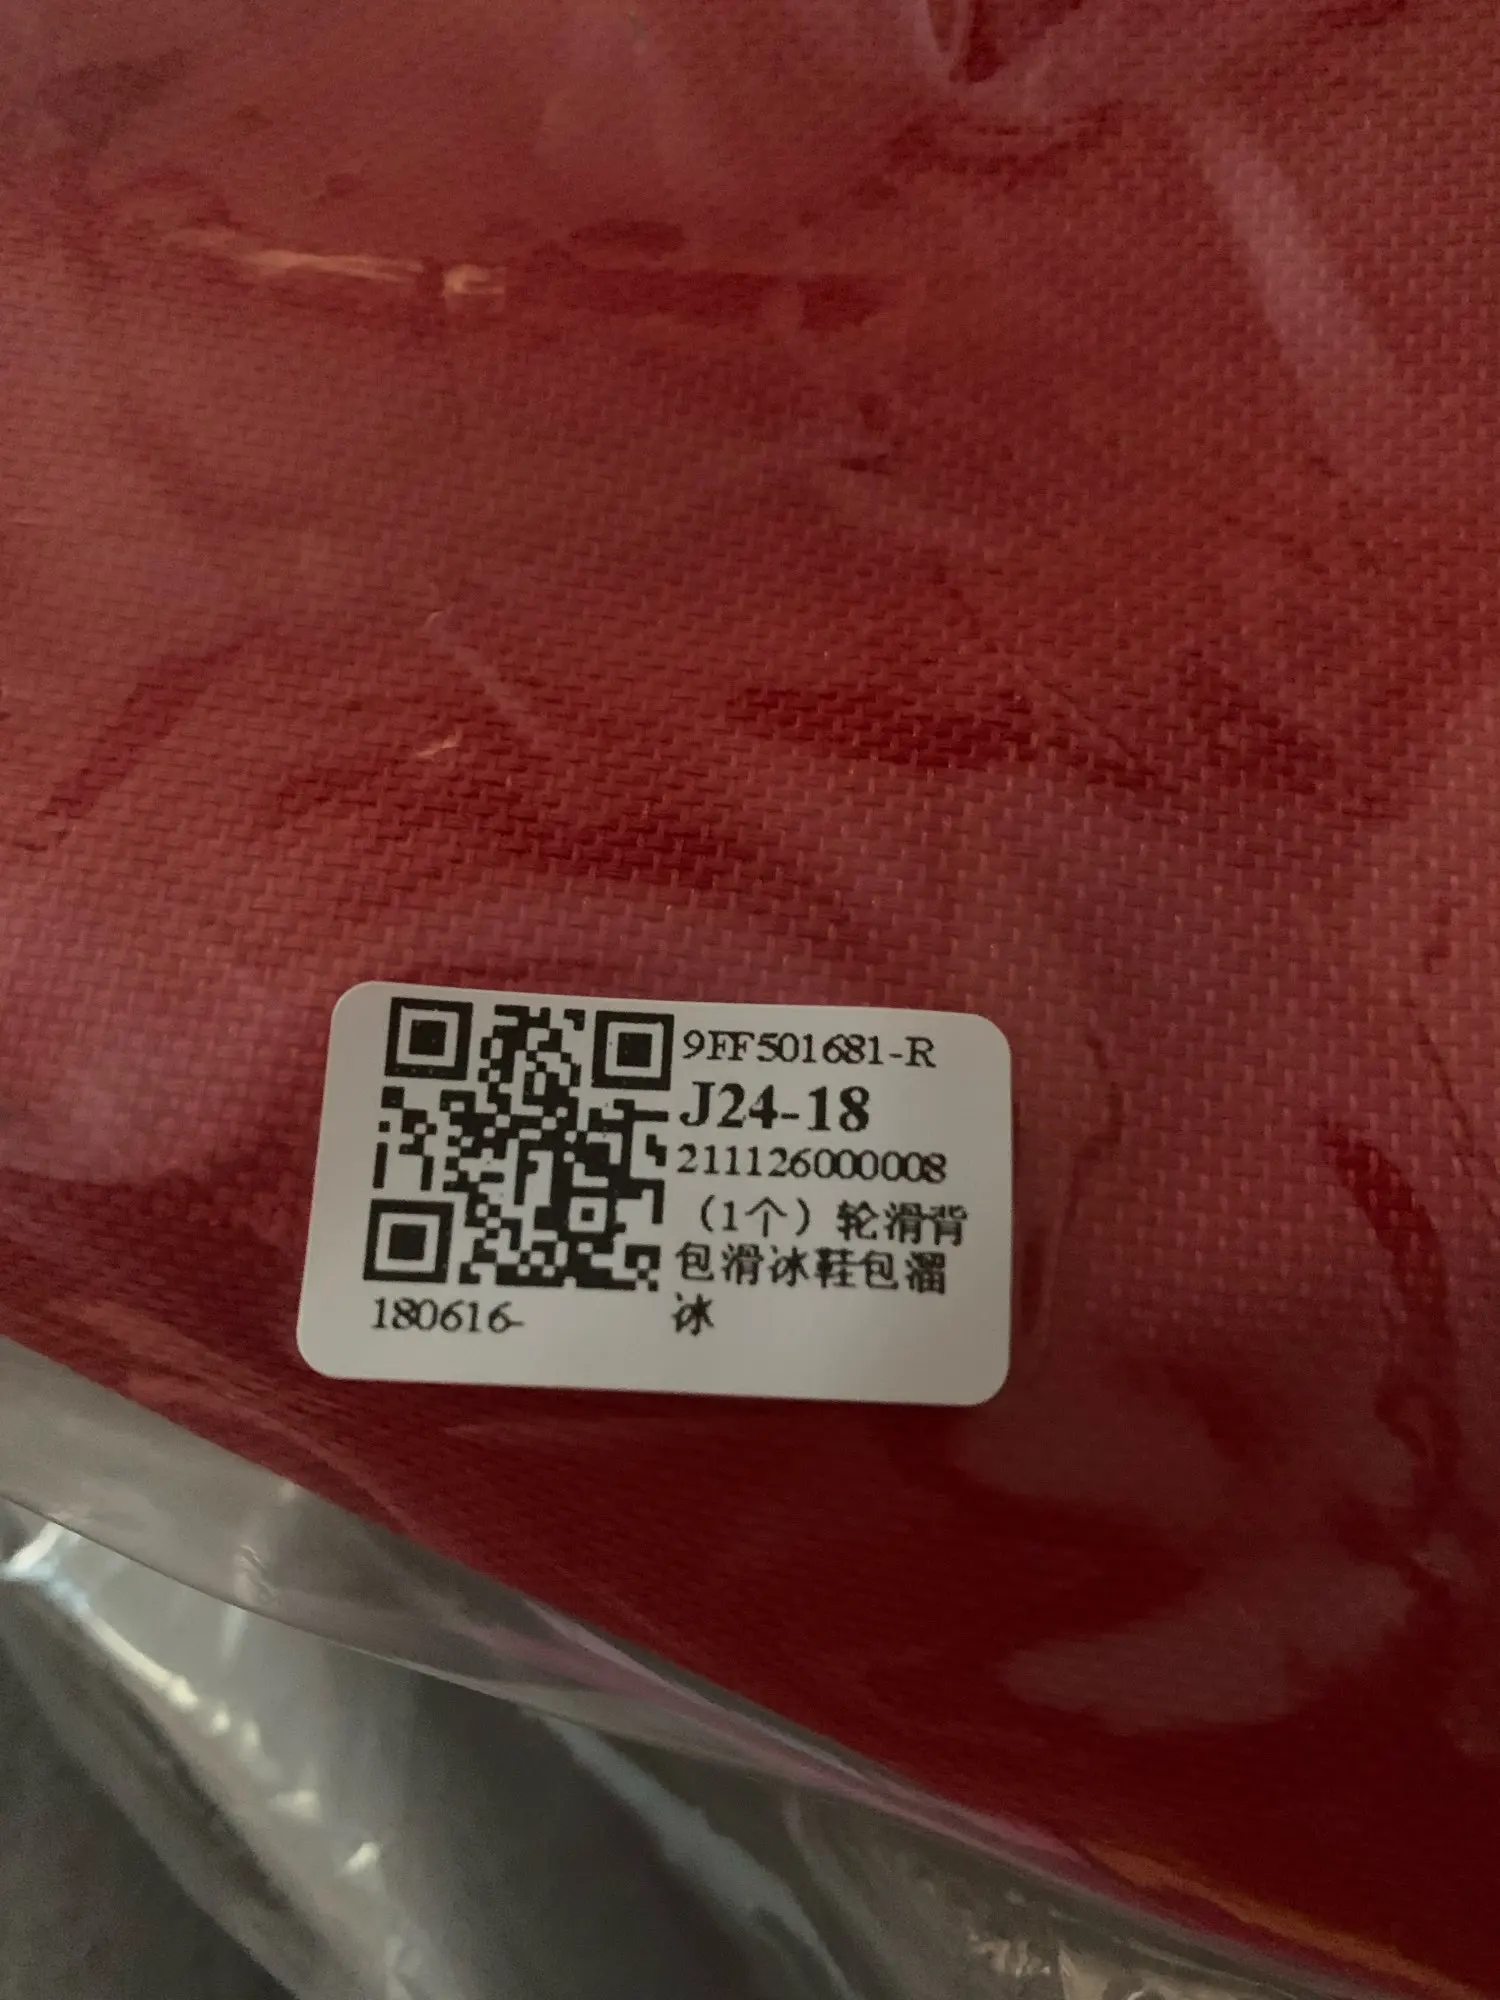 9FF501681-R
J24-18
211126000008
（1个）轮滑背
包滑冰鞋包溜
冰
180616-